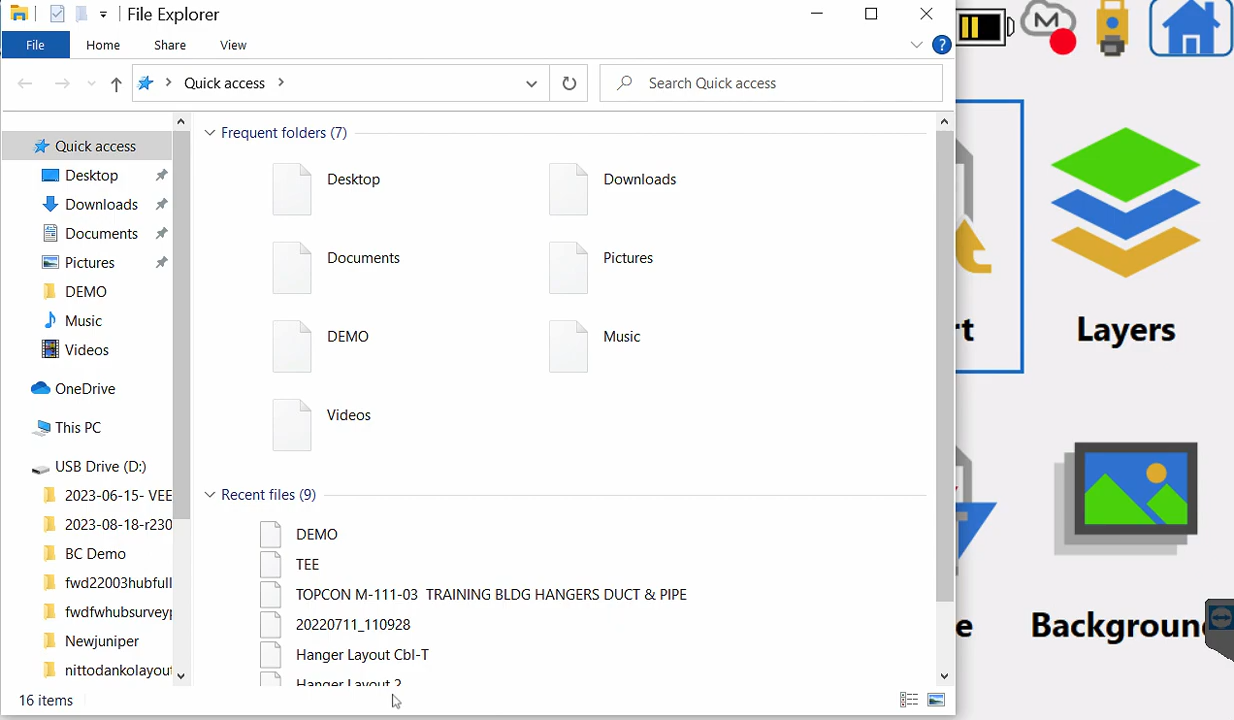 File Explorer
M
File
Home
Share
View
?
Quick access
Search Quick access
Quick access
Desktop
Downloads
Documents
Pictures
DEMO
Music
Videos
OneDrive
This PC
USB Drive (D:)
2023-06-15- VEE
2023-08-18-r230
BC Demo
fwd22003hubfull
fwdfwhubsurveyp
Newjuniper
nittodankolayout
Frequent folders (7)
Desktop
Downloads
Documents
Pictures
DEMO
Music
Videos
Recent files (9)
DEMO
TEE
TOPCON M-111-03 TRAINING BLDG HANGERS DUCT & PIPE
20220711_110928
Hanger Layout Cbl-T
Hanger Layout 2
16 items
rt
Layers
e
Backgroun